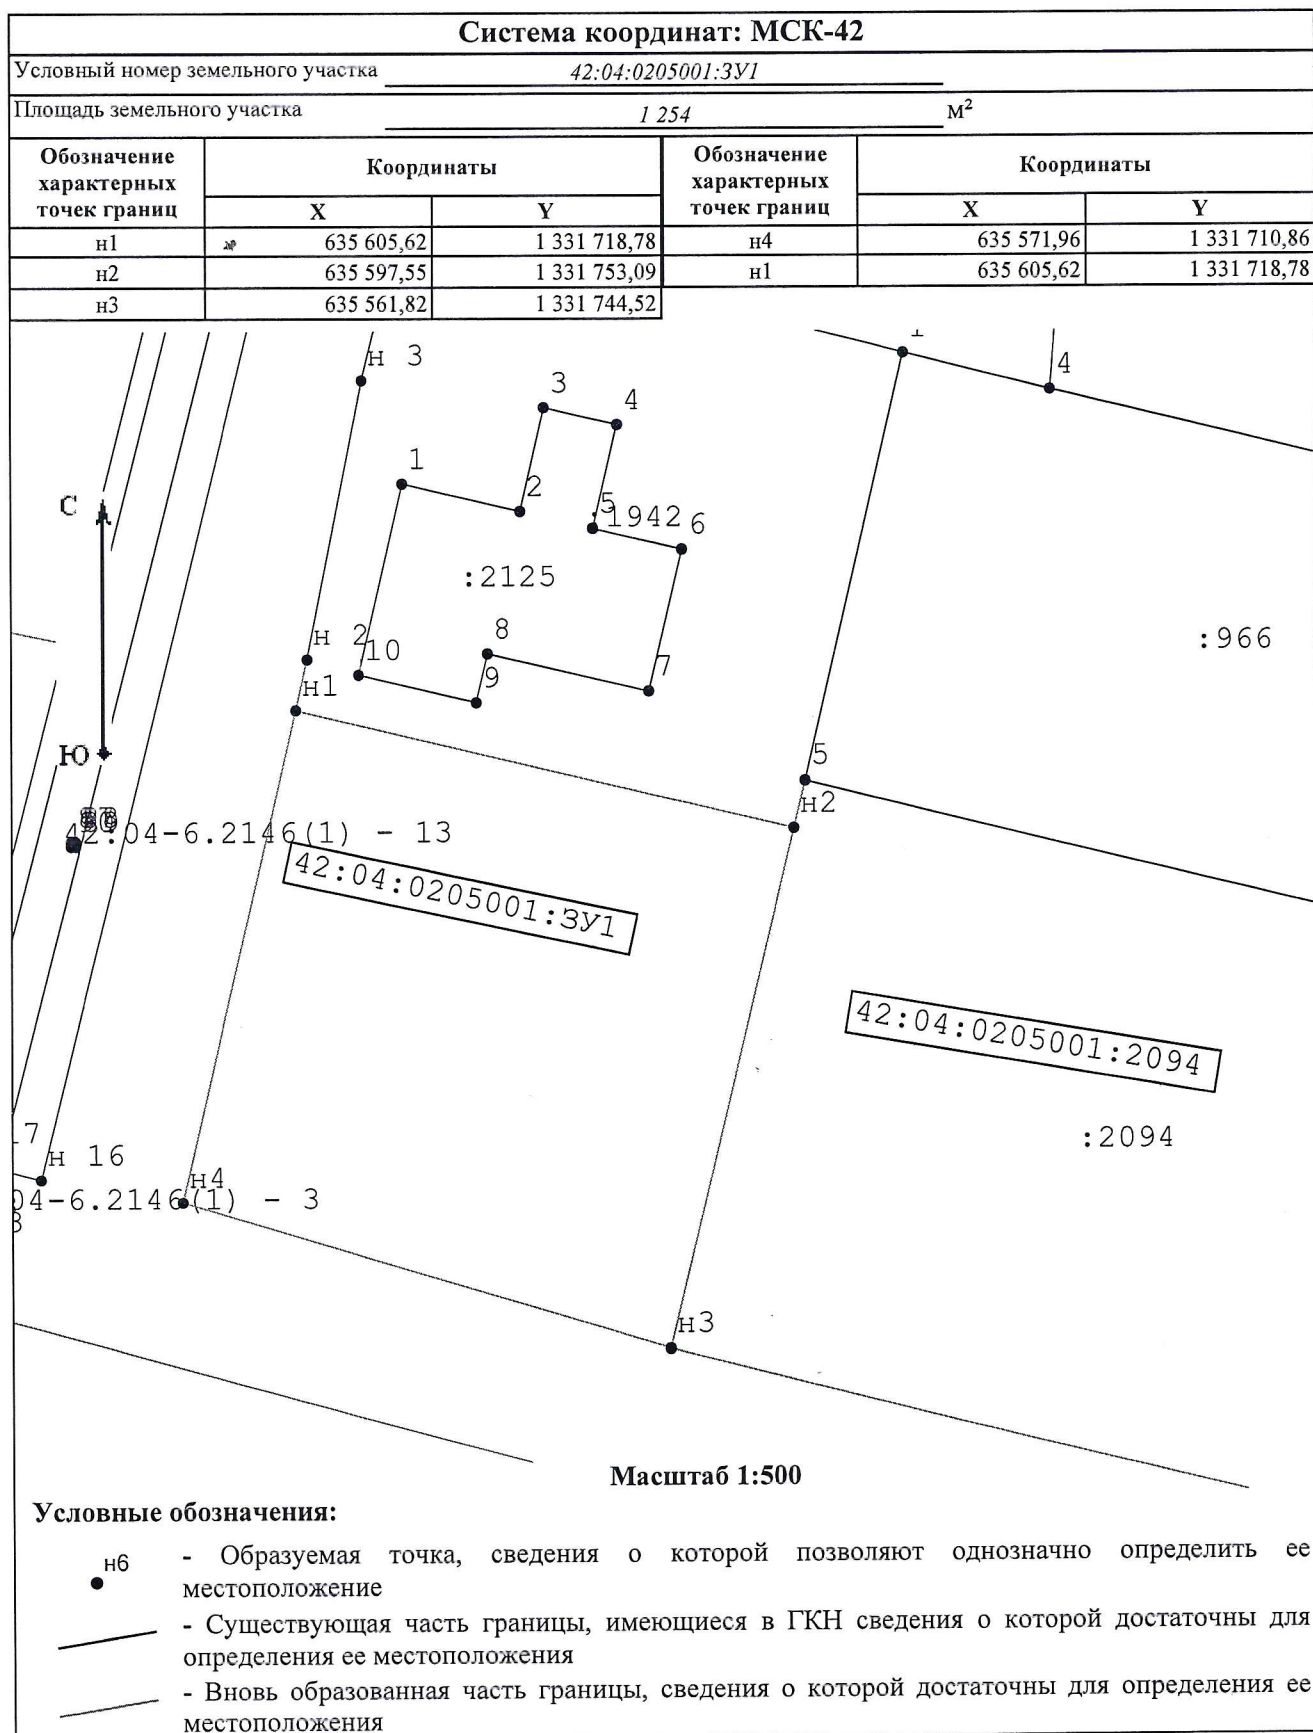 Система координат: МСК-42
Условный номер земельного участка 42:04:0205001:ЗУ1
Площадь земельного участка 1 254 м²
Обозначение характерных точек границ Координаты Обозначение характерных точек границ Координаты
X Y X Y
н1 635 605,62 1 331 718,78 н4 635 571,96 1 331 710,86
н2 635 597,55 1 331 753,09 н1 635 605,62 1 331 718,78
н3 635 561,82 1 331 744,52
н 3
3
4
1
4
1
2
С
.5
1942
6
:2125
:966
н 2
8
.10
9
7
н1
Ю
5
н2
42:04-6.2146(1) - 13
42:04:0205001:ЗУ1
42:04:0205001:2094
:2094
17
н 16
н4
04-6.2146(1) - 3
н3
Масштаб 1:500
Условные обозначения:
н6 - Образуемая точка, сведения о которой позволяют однозначно определить ее
местоположение
- Существующая часть границы, имеющиеся в ГКН сведения о которой достаточны для
определения ее местоположения
- Вновь образованная часть границы, сведения о которой достаточны для определения ее
местоположения